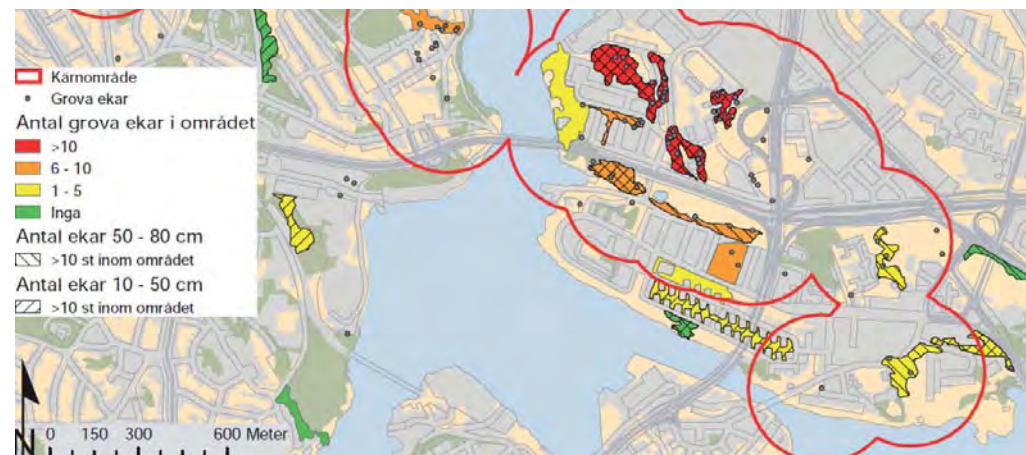 Kärnområde
Grova ekar
Antal grova ekar i området
>10
6 - 10
1 - 5
Inga
Antal ekar 50 - 80 cm
>10 st inom området
Antal ekar 10 - 50 cm
>10 st inom området
N
0 150 300 600 Meter